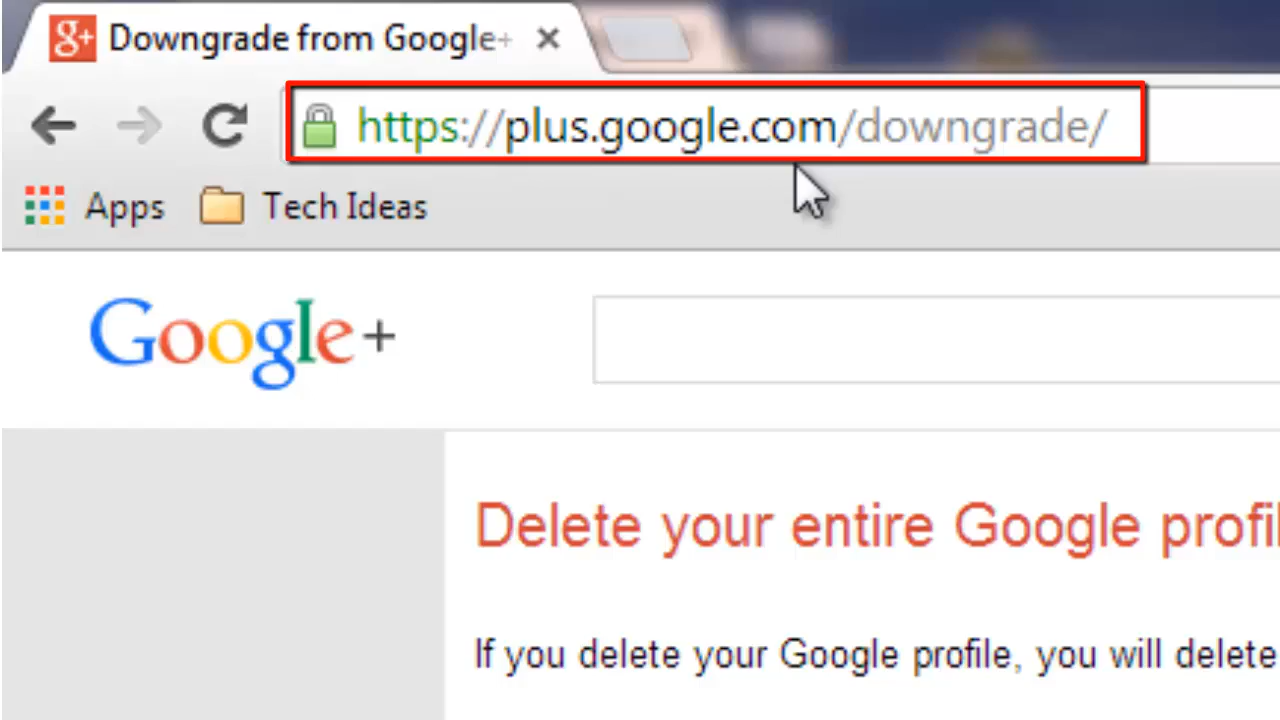 Downgrade from Google+
https://plus.google.com/downgrade/
Apps
Tech Ideas
Google+
Delete your entire Google profil
If you delete your Google profile, you will delete